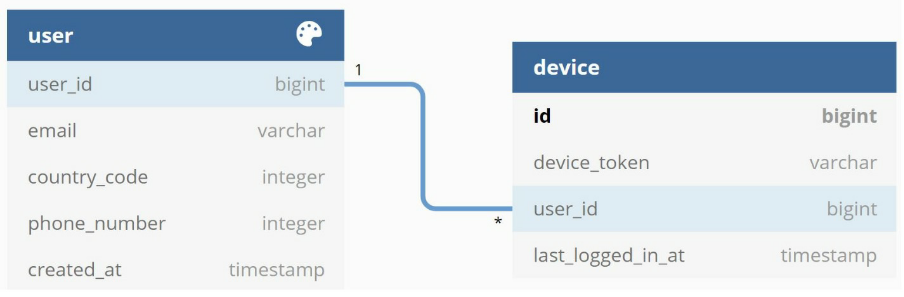 user
user_id bigint
email varchar
country_code integer
phone_number integer
created_at timestamp
1
*
device
id bigint
device_token varchar
user_id bigint
last_logged_in_at timestamp